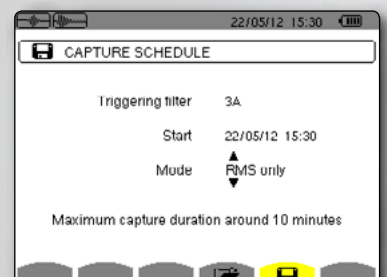 22/05/12 15:30
CAPTURE SCHEDULE
Triggering filter 3A
Start 22/05/12 15:30
Mode RMS only
Maximum capture duration around 10 minutes